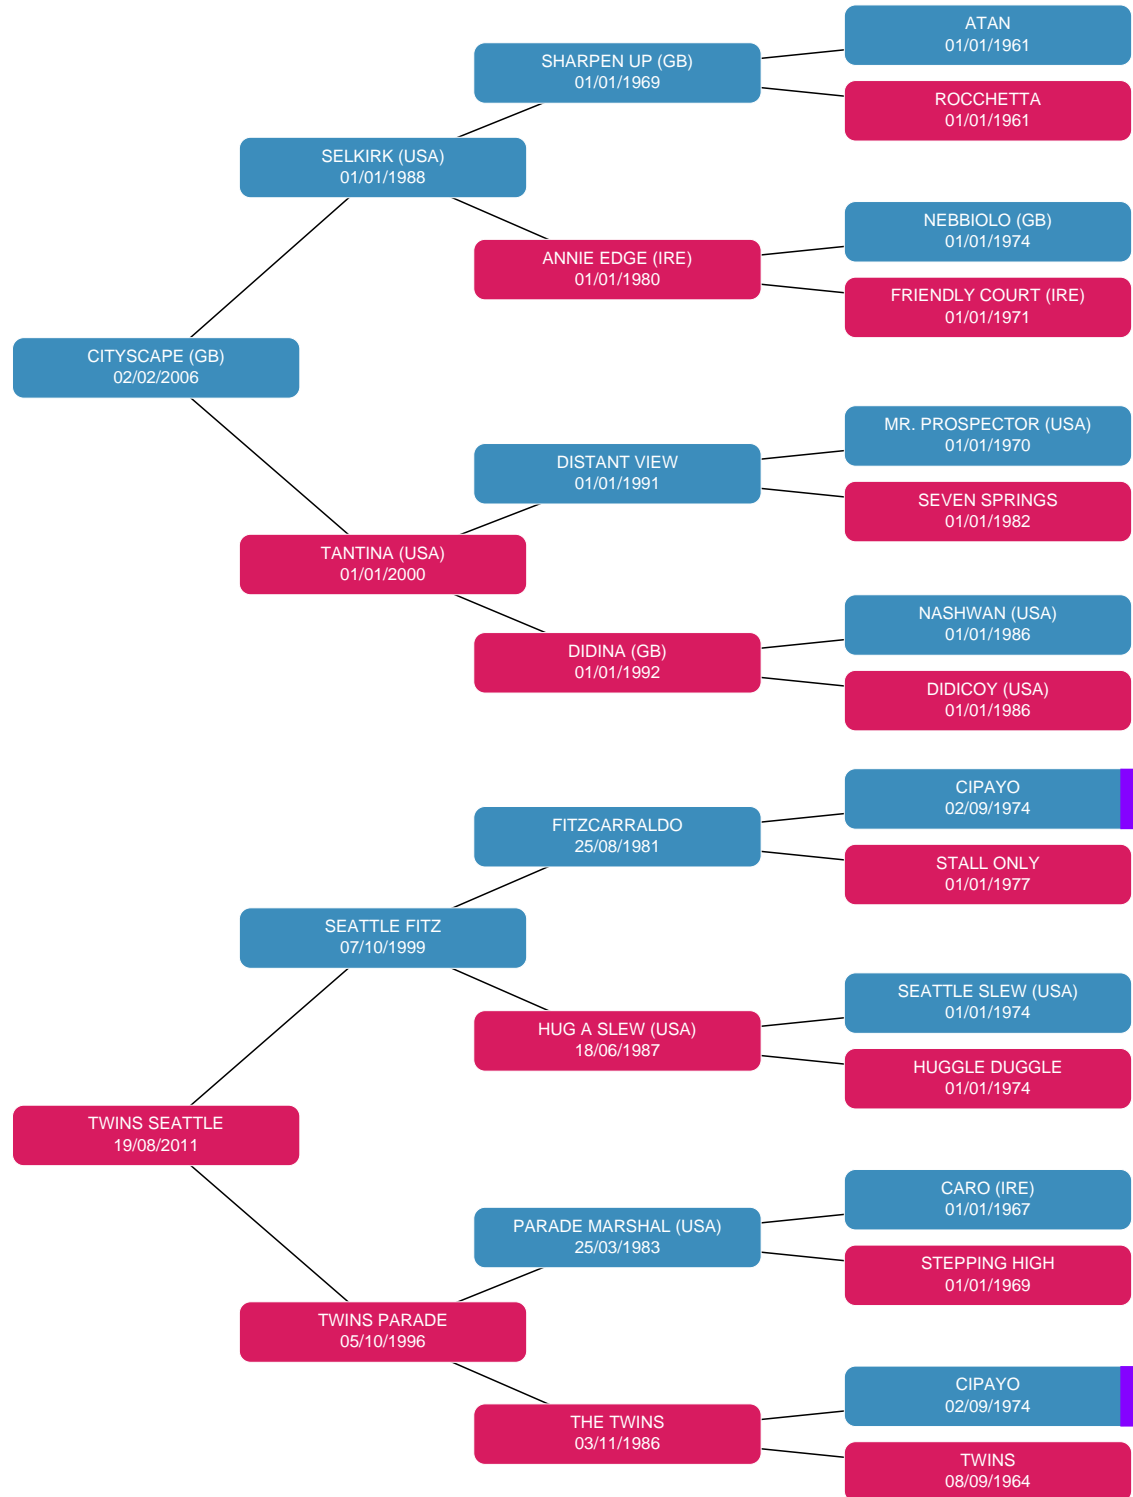 ATAN
01/01/1961
SHARPEN UP (GB)
01/01/1969
ROCCHETTA
01/01/1961
SELKIRK (USA)
01/01/1988
NEBBIOLO (GB)
01/01/1974
ANNIE EDGE (IRE)
01/01/1980
FRIENDLY COURT (IRE)
01/01/1971
CITYSCAPE (GB)
02/02/2006
MR. PROSPECTOR (USA)
01/01/1970
DISTANT VIEW
01/01/1991
SEVEN SPRINGS
01/01/1982
TANTINA (USA)
01/01/2000
NASHWAN (USA)
01/01/1986
DIDINA (GB)
01/01/1992
DIDICOY (USA)
01/01/1986
CIPAYO
02/09/1974
FITZCARRALDO
25/08/1981
STALL ONLY
01/01/1977
SEATTLE FITZ
07/10/1999
SEATTLE SLEW (USA)
01/01/1974
HUG A SLEW (USA)
18/06/1987
HUGGLE DUGGLE
01/01/1974
TWINS SEATTLE
19/08/2011
CARO (IRE)
01/01/1967
PARADE MARSHAL (USA)
25/03/1983
STEPPING HIGH
01/01/1969
TWINS PARADE
05/10/1996
CIPAYO
02/09/1974
THE TWINS
03/11/1986
TWINS
08/09/1964